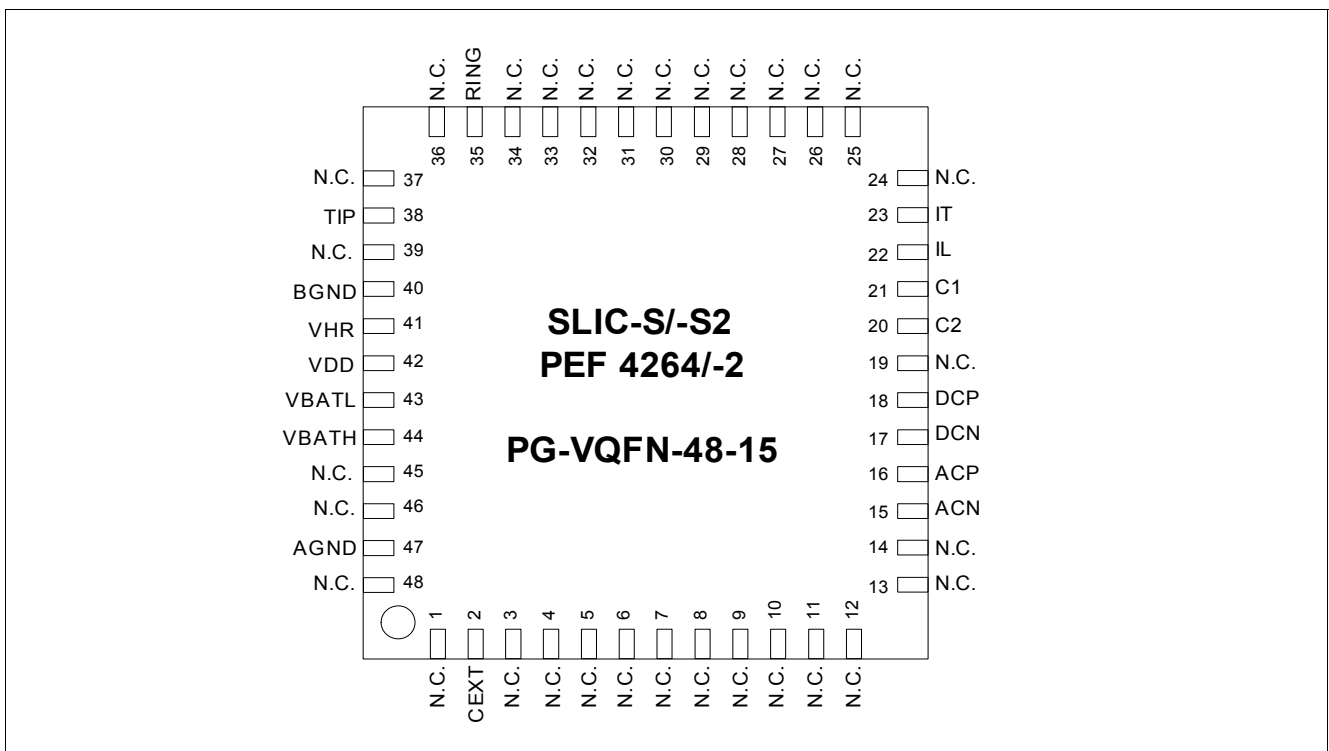 N.C. RING N.C. N.C. N.C. N.C. N.C. N.C. N.C. N.C. N.C. N.C.
36 35 34 33 32 31 30 29 28 27 26 25
N.C. 37
TIP 38
N.C. 39
BGND 40
VHR 41
VDD 42
VBATL 43
VBATH 44
N.C. 45
N.C. 46
AGND 47
N.C. 48
SLIC-S/-S2
PEF 4264/-2
PG-VQFN-48-15
24 N.C.
23 IT
22 IL
21 C1
20 C2
19 N.C.
18 DCP
17 DCN
16 ACP
15 ACN
14 N.C.
13 N.C.
1 2 3 4 5 6 7 8 9 10 11 12
N.C. CEXT N.C. N.C. N.C. N.C. N.C. N.C. N.C. N.C. N.C. N.C.